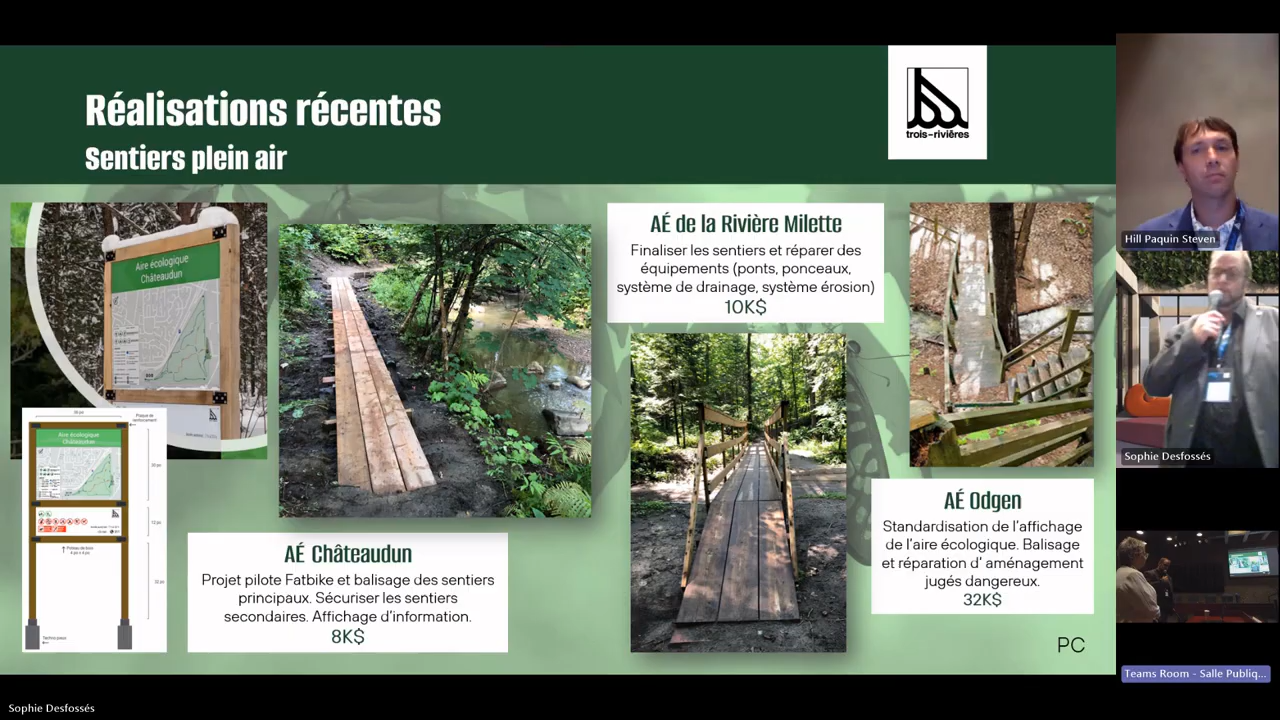 Réalisations récentes
Sentiers plein air
trois-rivières
Aire écologique
Châteaudun
Aire écologique
Châteaudun
AÉ Châteaudun
Projet pilote Fatbike et balisage des sentiers
principaux. Sécuriser les sentiers
secondaires. Affichage d'information.
8K$
AÉ de la Rivière Milette
Finaliser les sentiers et réparer des
équipements (ponts, ponceaux,
système de drainage, système érosion)
10K$
AÉ Odgen
Standardisation de l'affichage
de l'aire écologique. Balisage
et réparation d' aménagement
jugés dangereux.
32K$
PC
Hill Paquin Steven
Sophie Desfossés
Teams Room - Salle Publiq...
Sophie Desfossés